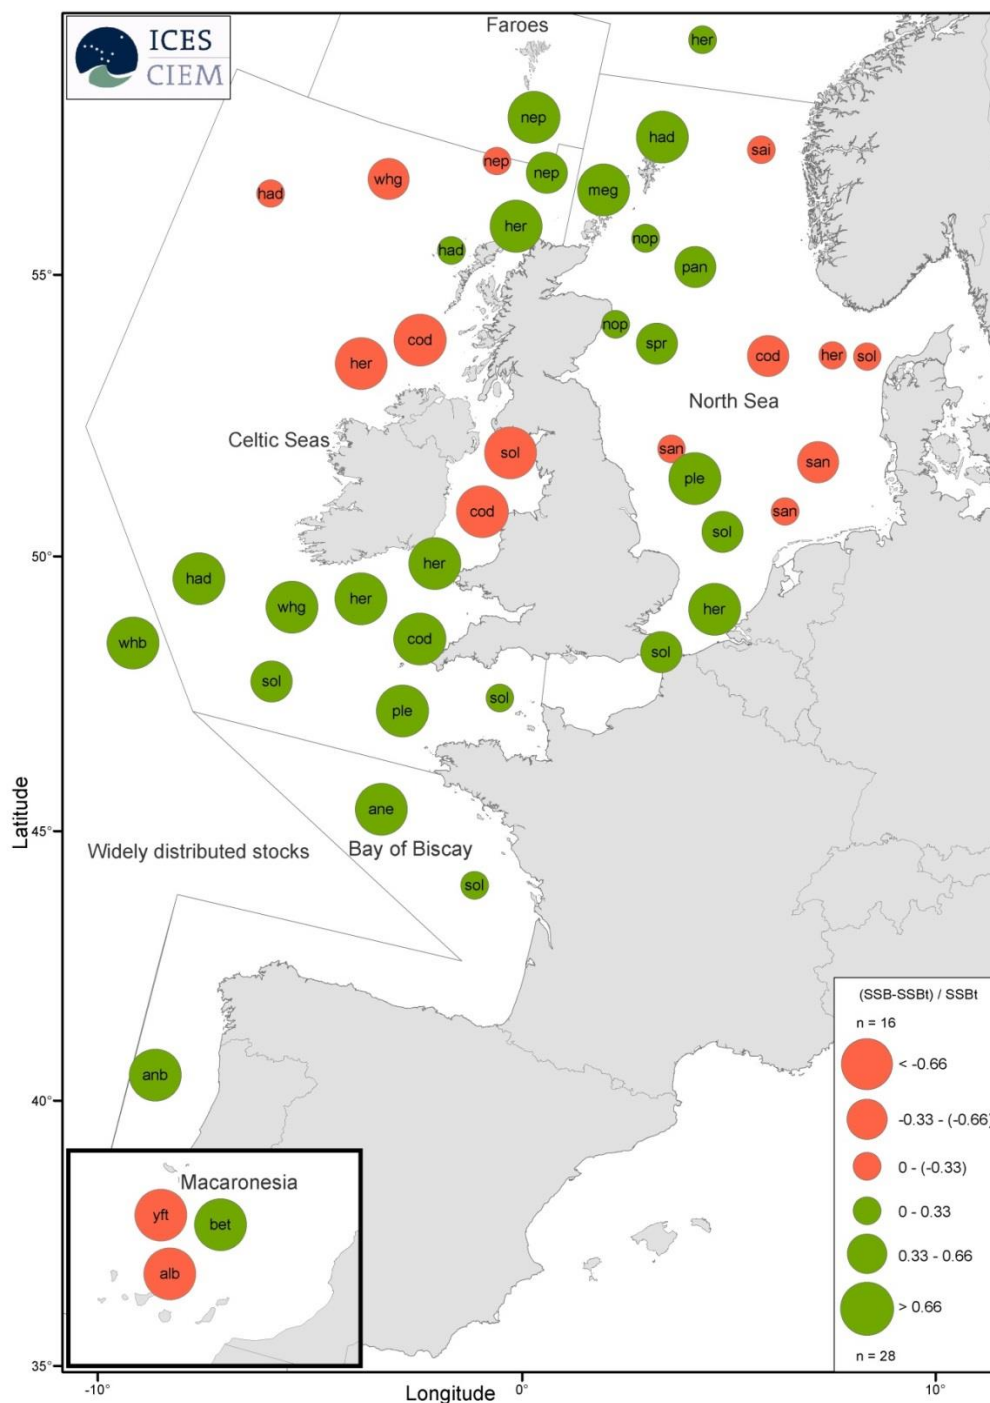 ICES
CIEM
Faroes
her
nep
had
sai
nep
nep
whg
had
meg
her
nop
had
pan
nop
spr
cod
her
cod
her
sol
North Sea
Celtic Seas
sol
san
san
ple
cod
san
sol
had
her
whg
her
her
whb
cod
sol
sol
ple
sol
ane
Widely distributed stocks
Bay of Biscay
sol
anb
Macaronesia
yft
bet
alb
(SSB-SSBt) / SSBt
n = 16
< -0.66
-0.33 - (-0.66)
0 - (-0.33)
0 - 0.33
0.33 - 0.66
> 0.66
n = 28
55°
50°
45°
40°
35°
Latitude
-10°
0°
10°
Longitude